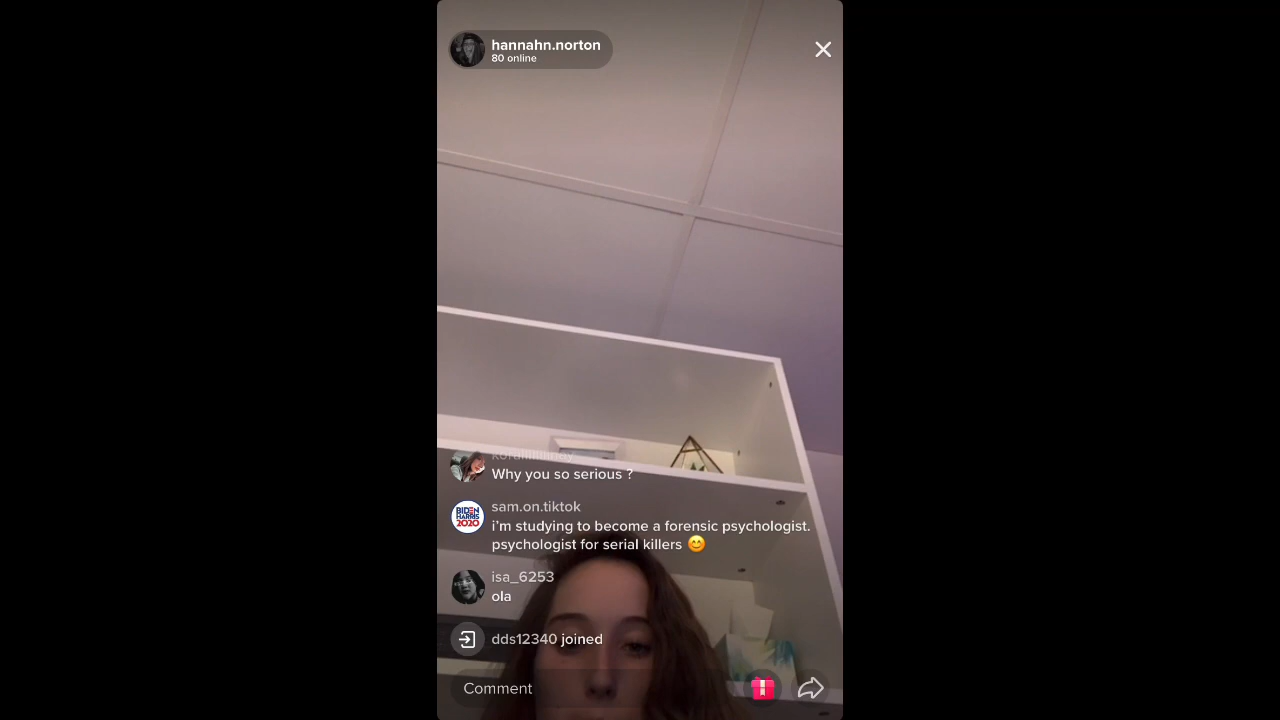 hannahn.norton
80 online
Why you so serious ?
sam.on.tiktok
BIDEN
HARRIS
2020
i'm studying to become a forensic psychologist.
psychologist for serial killers 😊
isa_6253
ola
dds12340 joined
Comment